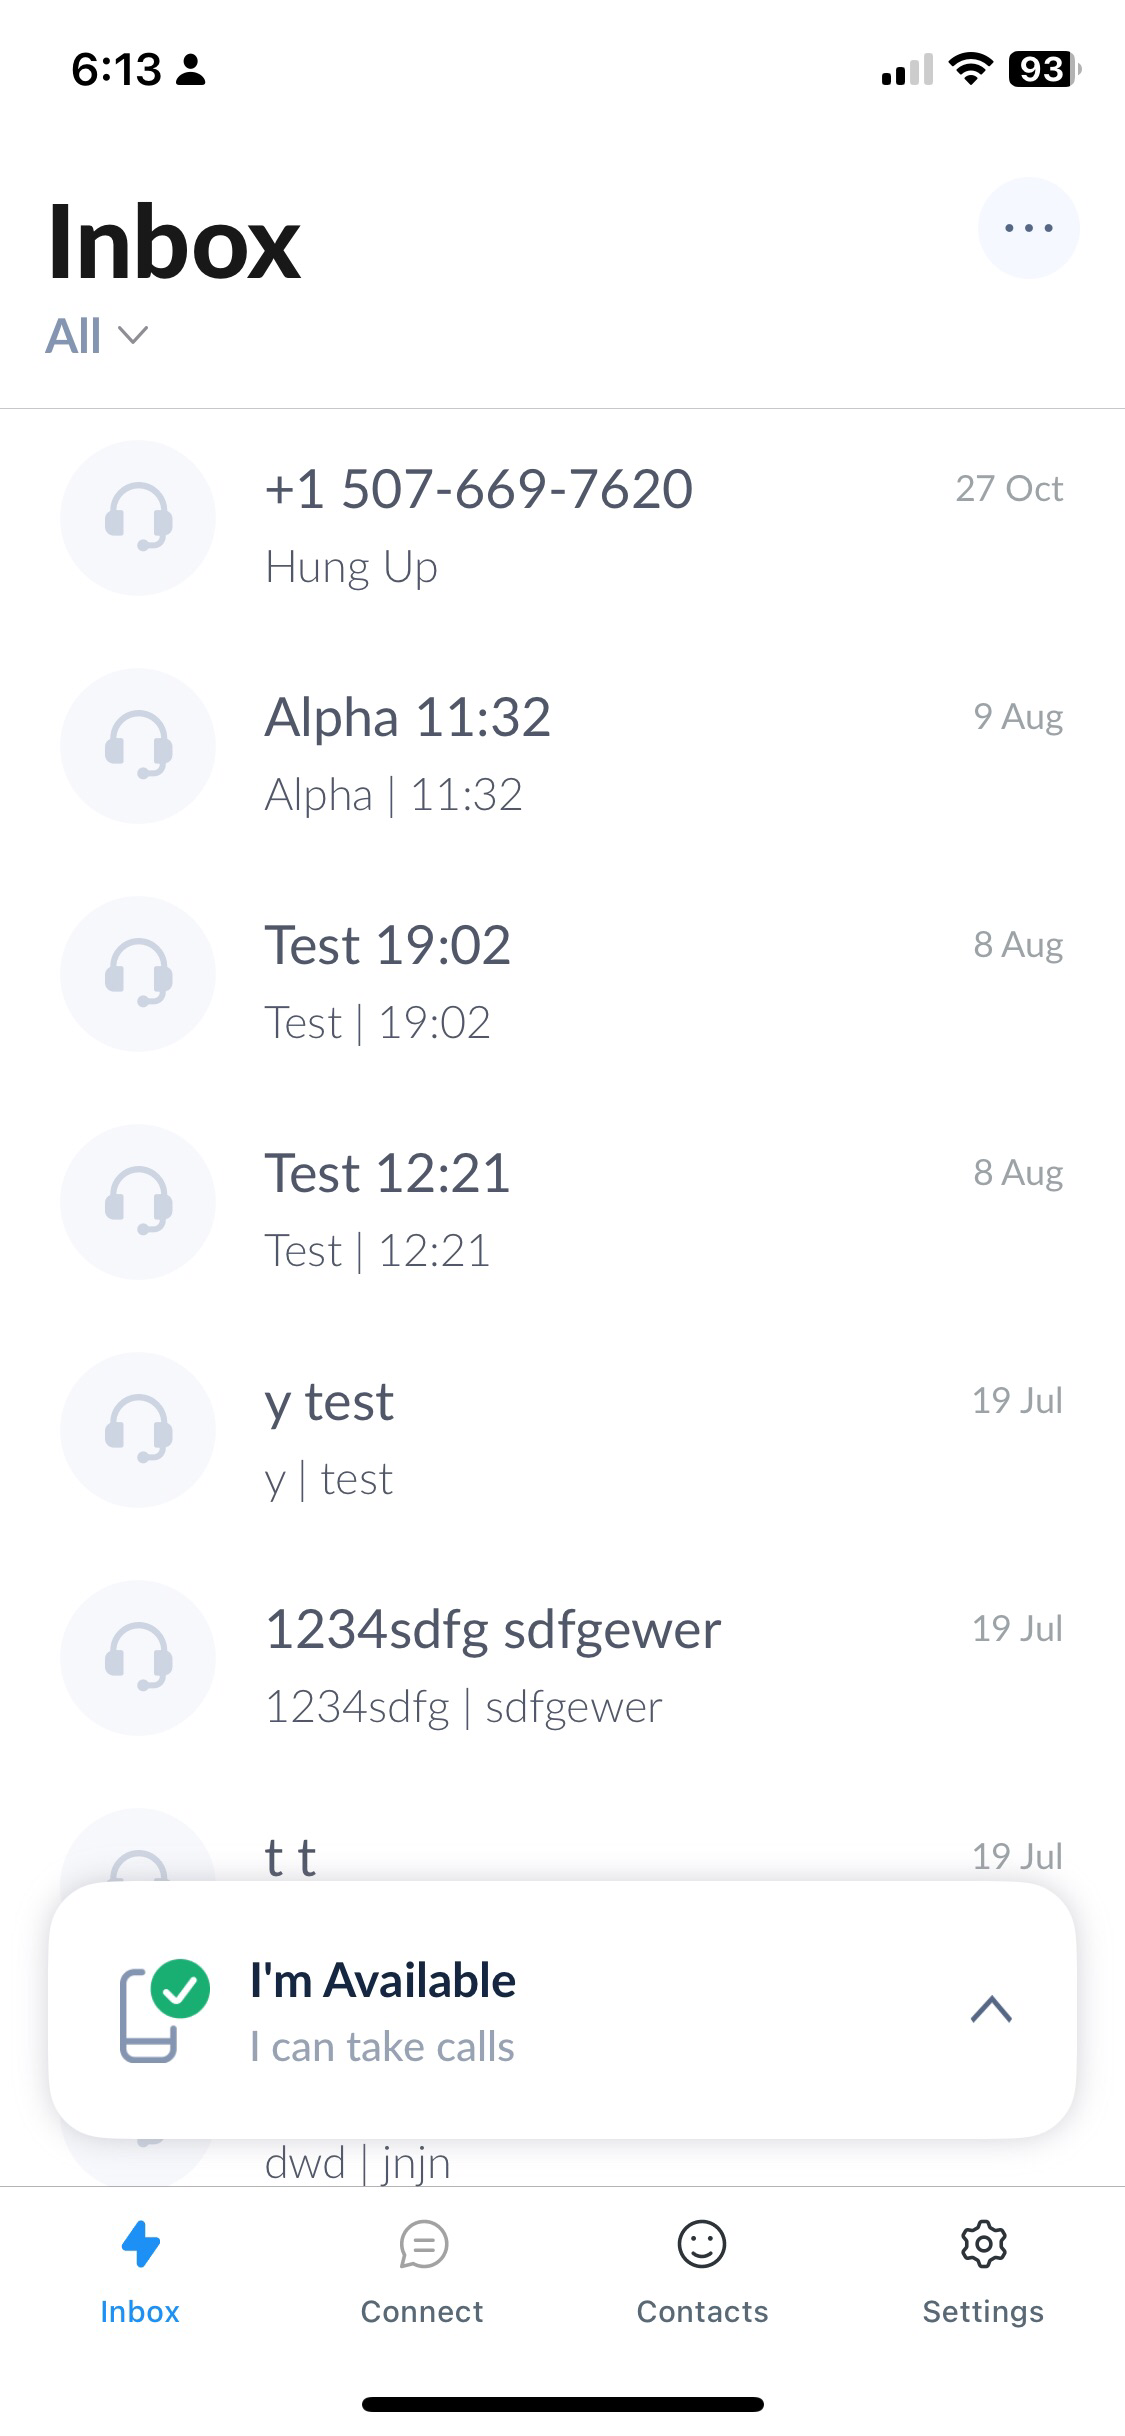 6:13
93
Inbox
All
+1 507-669-7620
27 Oct
Hung Up
Alpha 11:32
9 Aug
Alpha | 11:32
Test 19:02
8 Aug
Test | 19:02
Test 12:21
8 Aug
Test | 12:21
y test
19 Jul
y | test
1234sdfg sdfgewer
19 Jul
1234sdfg | sdfgewer
t t
19 Jul
I'm Available
I can take calls
dwd | jnjn
Inbox
Connect
Contacts
Settings